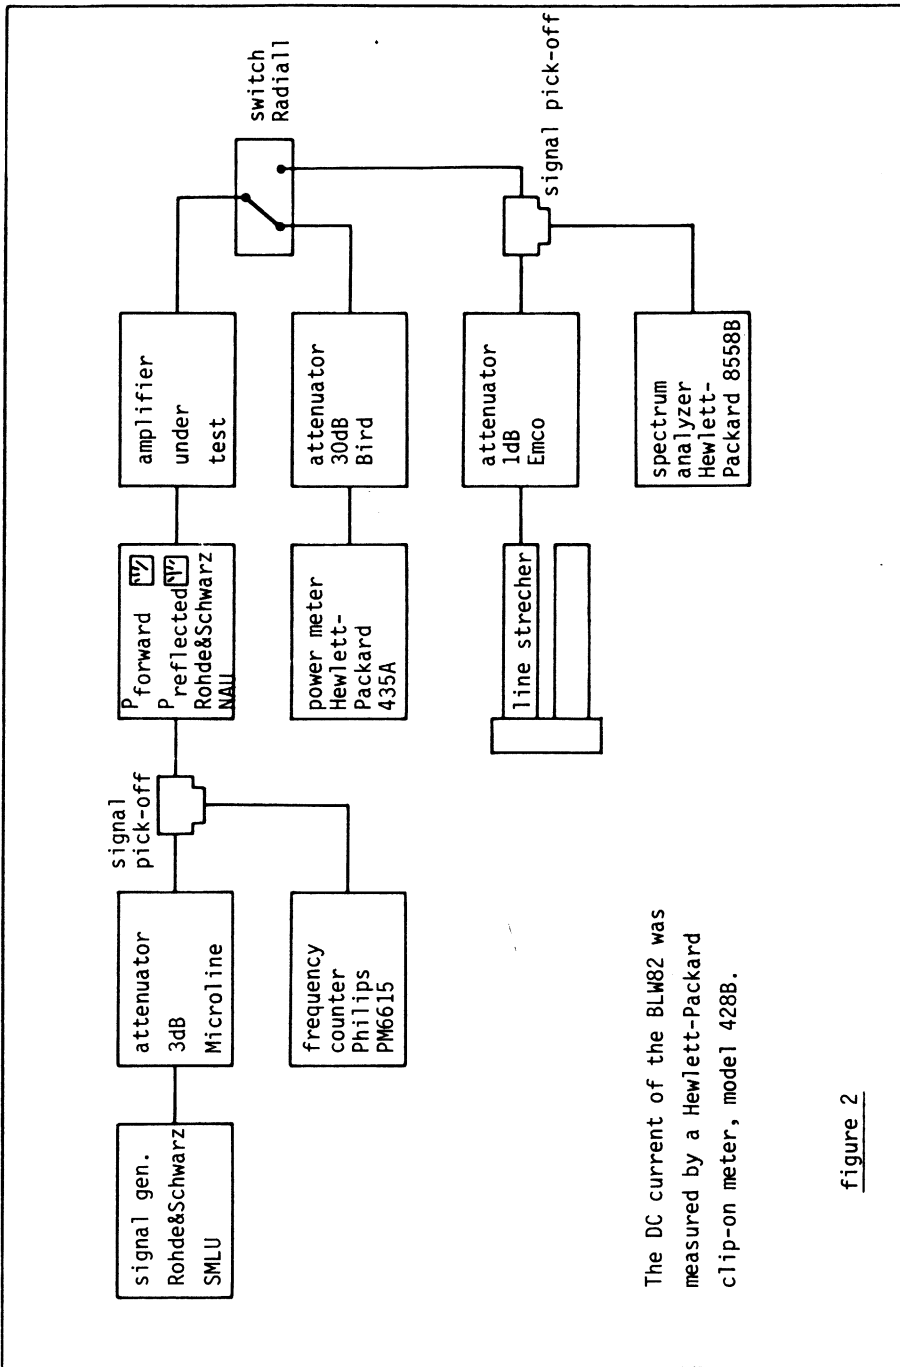 signal gen.
Rohde&Schwarz
SMLU
attenuator
3dB
Microline
signal
pick-off
frequency
counter
Philips
PM6615
Pforward
Preflected
Rohde&Schwarz
NAU
amplifier
under
test
switch
Radiall
power meter
Hewlett-
Packard
435A
attenuator
30dB
Bird
line strecher
attenuator
1dB
Emco
signal pick-off
spectrum
analyzer
Hewlett-
Packard 8558B
The DC current of the BLW82 was
measured by a Hewlett-Packard
clip-on meter, model 428B.
figure 2